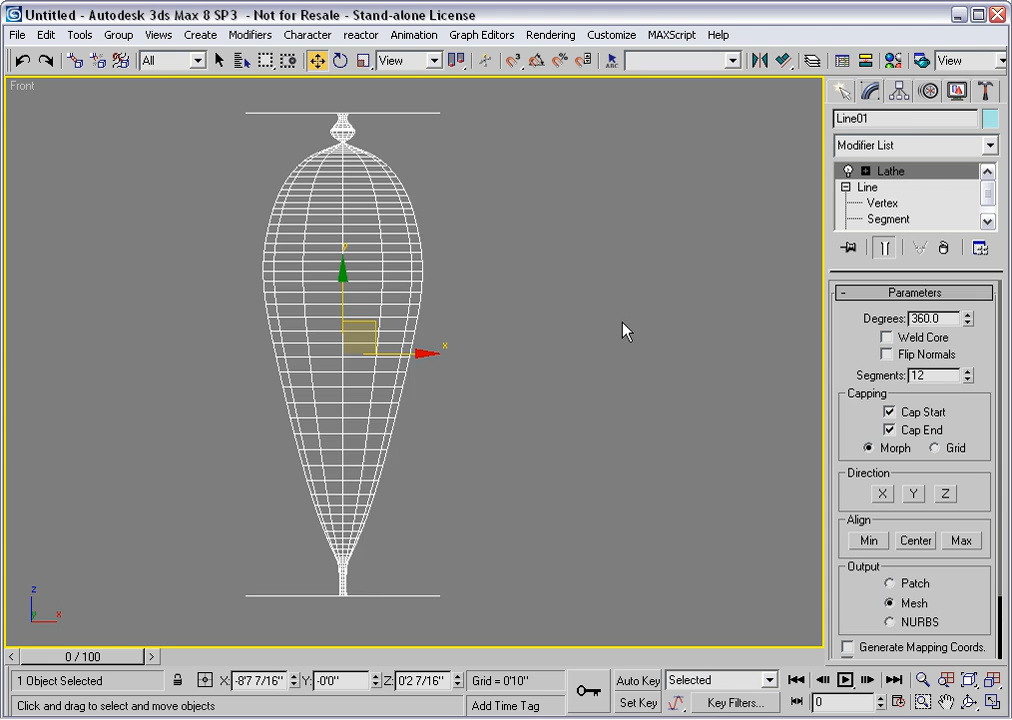 Untitled - Autodesk 3ds Max 8 SP3 - Not for Resale - Stand-alone License
File Edit Tools Group Views Create Modifiers Character reactor Animation Graph Editors Rendering Customize MAXScript Help
All View View
Front
Line01
Modifier List
Lathe
Line
Vertex
Segment
Parameters
Degrees: 360.0
Weld Core
Flip Normals
Segments: 12
Capping
Cap Start
Cap End
Morph Grid
Direction
X Y Z
Align
Min Center Max
Output
Patch
Mesh
NURBS
Generate Mapping Coords.
y
x
z
y x
0 / 100
1 Object Selected X: -8'7 7/16" Y: -0'0" Z: 0'2 7/16" Grid = 0'10" Auto Key Selected
Click and drag to select and move objects Add Time Tag Set Key Key Filters... 0